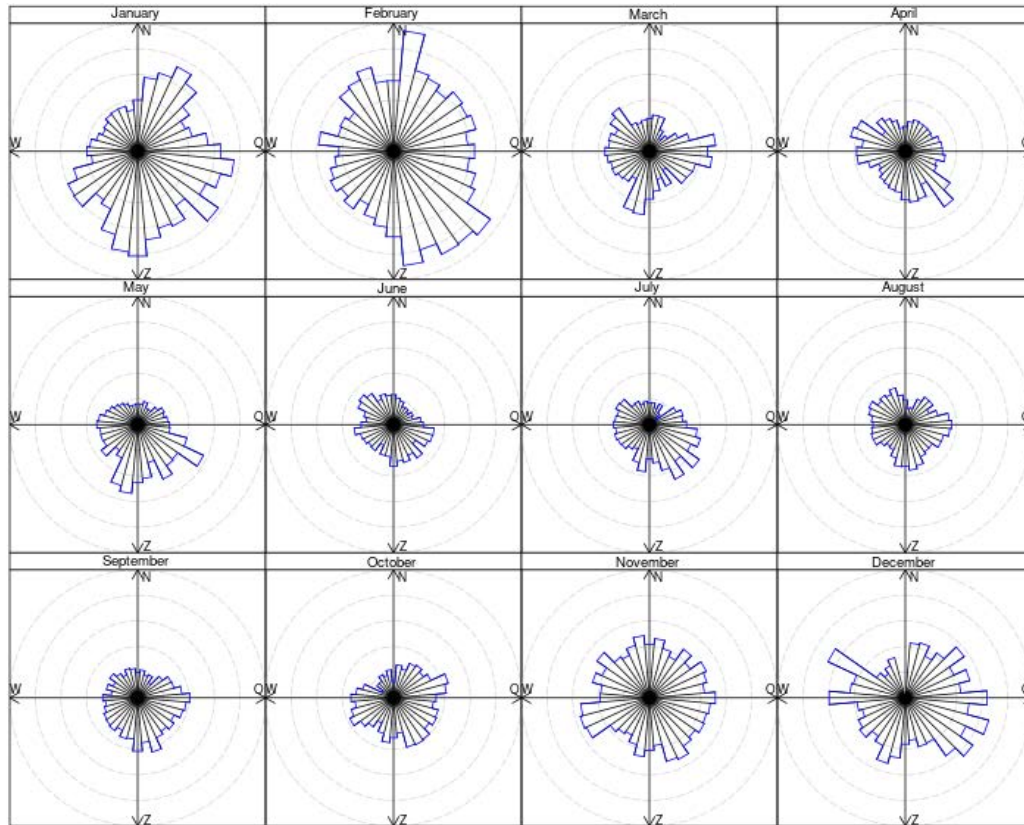 January February March April
N N N N
W O W O W O W O
Z Z Z Z
May June July August
N N N N
W O W O W O W O
Z Z Z Z
September October November December
N N N N
W O W O W O W O
Z Z Z Z